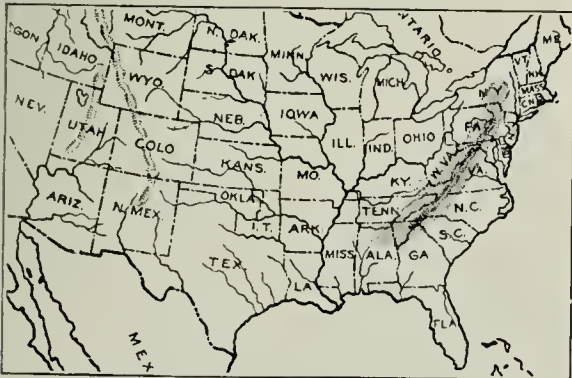 MONT.
N. DAK.
MINN.
ONTARIO
ME.
GON
IDAHO
WYO.
S. DAK.
WIS.
MICH.
N.Y.
VT.
N.H.
MASS
NEV.
UTAH
COLO
NEB.
IOWA
ILL.
IND.
OHIO
PA.
KANS.
MO.
KY.
W. VA.
VA.
ARIZ.
N. MEX.
OKLA.
I.T.
ARK.
TENN.
N.C.
S.C.
TEX.
LA.
MISS.
ALA.
GA
FLA.
MEX